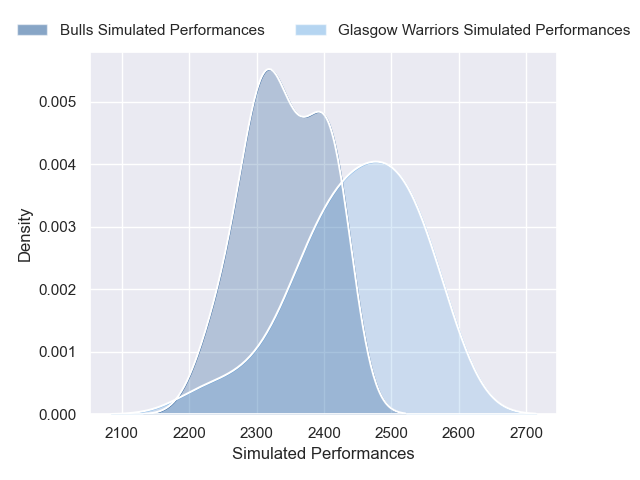 Bulls Simulated Performances Glasgow Warriors Simulated Performances
0.005
0.004
0.003
0.002
0.001
0.000
Density
2100 2200 2300 2400 2500 2600 2700
Simulated Performances